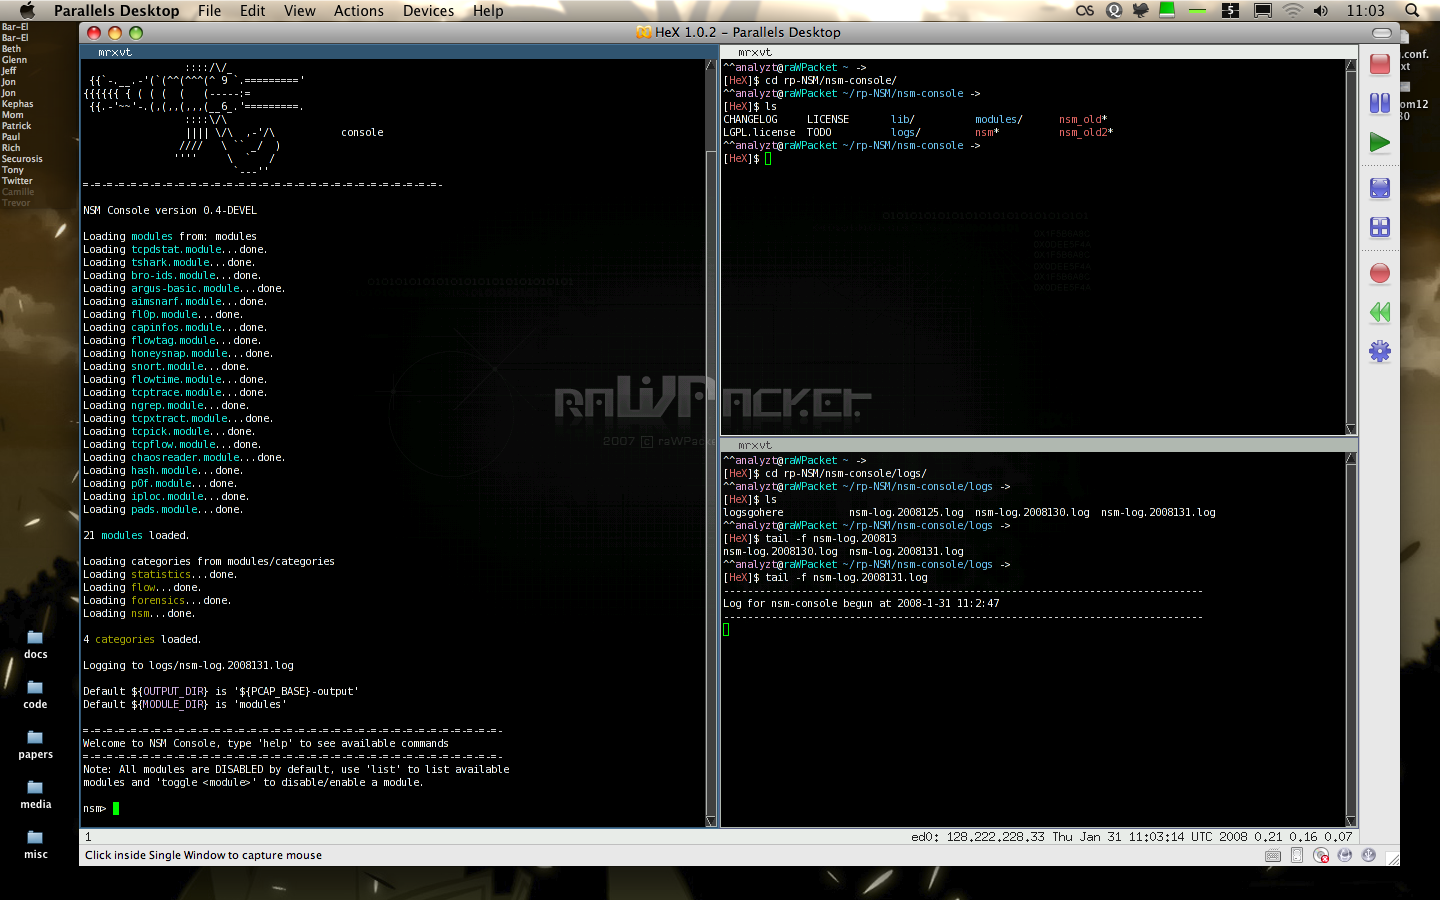 Parallels Desktop File Edit View Actions Devices Help
11:03
Bar-El
Bar-El
Beth
Glenn
Jeff
Jon
Jon
Kephas
Mom
Patrick
Paul
Rich
Securosis
Tony
Twitter
Camille
Trevor
docs
code
papers
media
misc
HeX 1.0.2 - Parallels Desktop
mrxvt
::::/\/_
{{`-.__.-'(`(^^(^^^(^ 9 `.========='
{{{{{{ { ( ( (  (   (-----:=
{{.-'~~'-.(,(,,(,,,(__6_.'=========.
::::\/\
|||| \/\  ,-'/\ console
////   \ `` _/  )
''''     \  `   /
`---''
=-=-=-=-=-=-=-=-=-=-=-=-=-=-=-=-=-=-=-=-=-=-=-=-=-=-=-=-=-=-
NSM Console version 0.4-DEVEL
Loading modules from: modules
Loading tcpdstat.module...done.
Loading tshark.module...done.
Loading bro-ids.module...done.
Loading argus-basic.module...done.
Loading aimsnarf.module...done.
Loading fl0p.module...done.
Loading capinfos.module...done.
Loading flowtag.module...done.
Loading honeysnap.module...done.
Loading snort.module...done.
Loading flowtime.module...done.
Loading tcptrace.module...done.
Loading ngrep.module...done.
Loading tcpxtract.module...done.
Loading tcpick.module...done.
Loading tcpflow.module...done.
Loading chaosreader.module...done.
Loading hash.module...done.
Loading p0f.module...done.
Loading iploc.module...done.
Loading pads.module...done.
21 modules loaded.
Loading categories from modules/categories
Loading statistics...done.
Loading flow...done.
Loading forensics...done.
Loading nsm...done.
4 categories loaded.
Logging to logs/nsm-log.2008131.log
Default ${OUTPUT_DIR} is '${PCAP_BASE}-output'
Default ${MODULE_DIR} is 'modules'
=-=-=-=-=-=-=-=-=-=-=-=-=-=-=-=-=-=-=-=-=-=-=-=-=-=-=-=-=-=-=-=-=-=-=-
Welcome to NSM Console, type 'help' to see available commands
=-=-=-=-=-=-=-=-=-=-=-=-=-=-=-=-=-=-=-=-=-=-=-=-=-=-=-=-=-=-=-=-=-=-=-
Note: All modules are DISABLED by default, use 'list' to list available
modules and 'toggle <module>' to disable/enable a module.
nsm>
mrxvt
^^analyzt@raWPacket ~ ->
[HeX]$ cd rp-NSM/nsm-console/
^^analyzt@raWPacket ~/rp-NSM/nsm-console ->
[HeX]$ ls
CHANGELOG LICENSE lib/ modules/ nsm_old*
LGPL.license TODO logs/ nsm* nsm_old2*
^^analyzt@raWPacket ~/rp-NSM/nsm-console ->
[HeX]$
raWPacket
2007 [c] raWPacke
mrxvt
^^analyzt@raWPacket ~ ->
[HeX]$ cd rp-NSM/nsm-console/logs/
^^analyzt@raWPacket ~/rp-NSM/nsm-console/logs ->
[HeX]$ ls
logsgohere nsm-log.2008125.log nsm-log.2008130.log nsm-log.2008131.log
^^analyzt@raWPacket ~/rp-NSM/nsm-console/logs ->
[HeX]$ tail -f nsm-log.200813
nsm-log.2008130.log nsm-log.2008131.log
^^analyzt@raWPacket ~/rp-NSM/nsm-console/logs ->
[HeX]$ tail -f nsm-log.2008131.log
--------------------------------------------------------------------------------
Log for nsm-console begun at 2008-1-31 11:2:47
--------------------------------------------------------------------------------
1
ed0: 128.222.228.33 Thu Jan 31 11:03:14 UTC 2008 0.21 0.16 0.07
Click inside Single Window to capture mouse